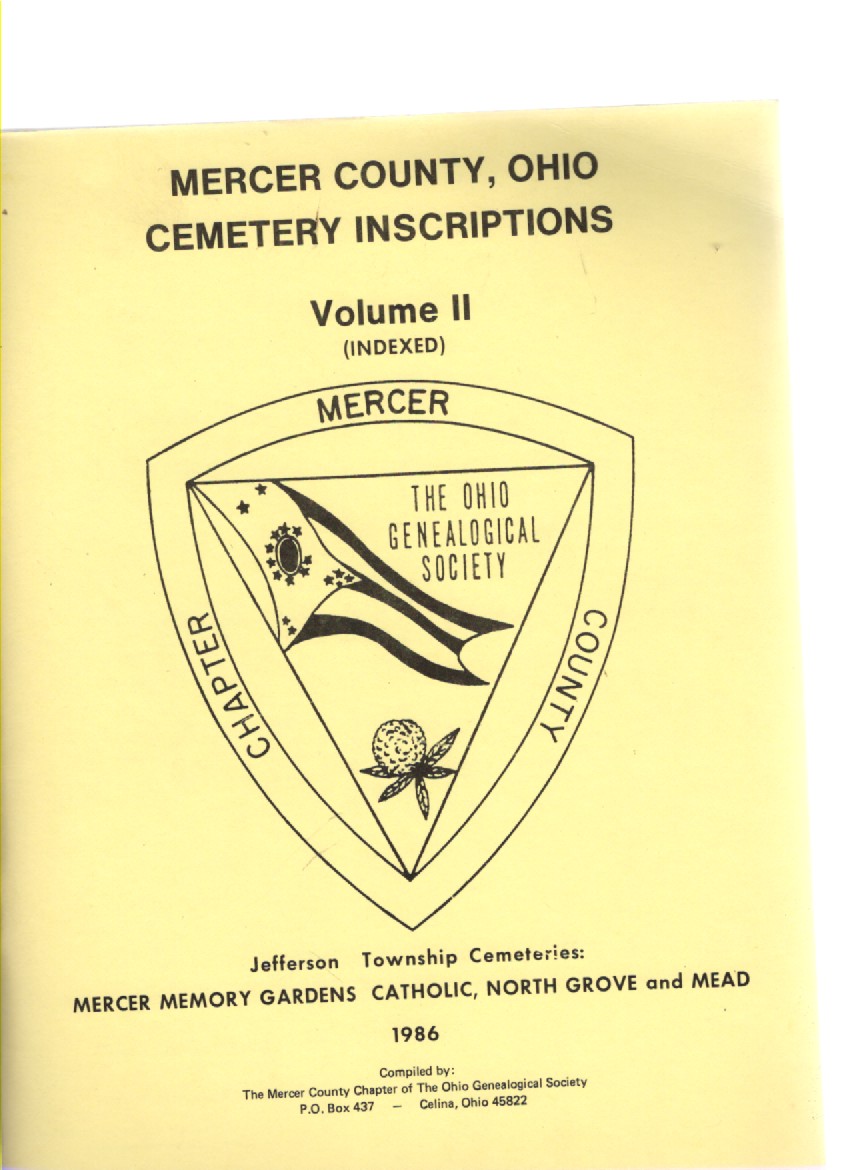 MERCER COUNTY, OHIO
CEMETERY INSCRIPTIONS
Volume II
(INDEXED)
MERCER
THE OHIO
GENEALOGICAL
SOCIETY
CHAPTER
COUNTY
Jefferson Township Cemeteries:
MERCER MEMORY GARDENS CATHOLIC, NORTH GROVE and MEAD
1986
Compiled by:
The Mercer County Chapter of The Ohio Genealogical Society
P.O. Box 437 — Celina, Ohio 45822